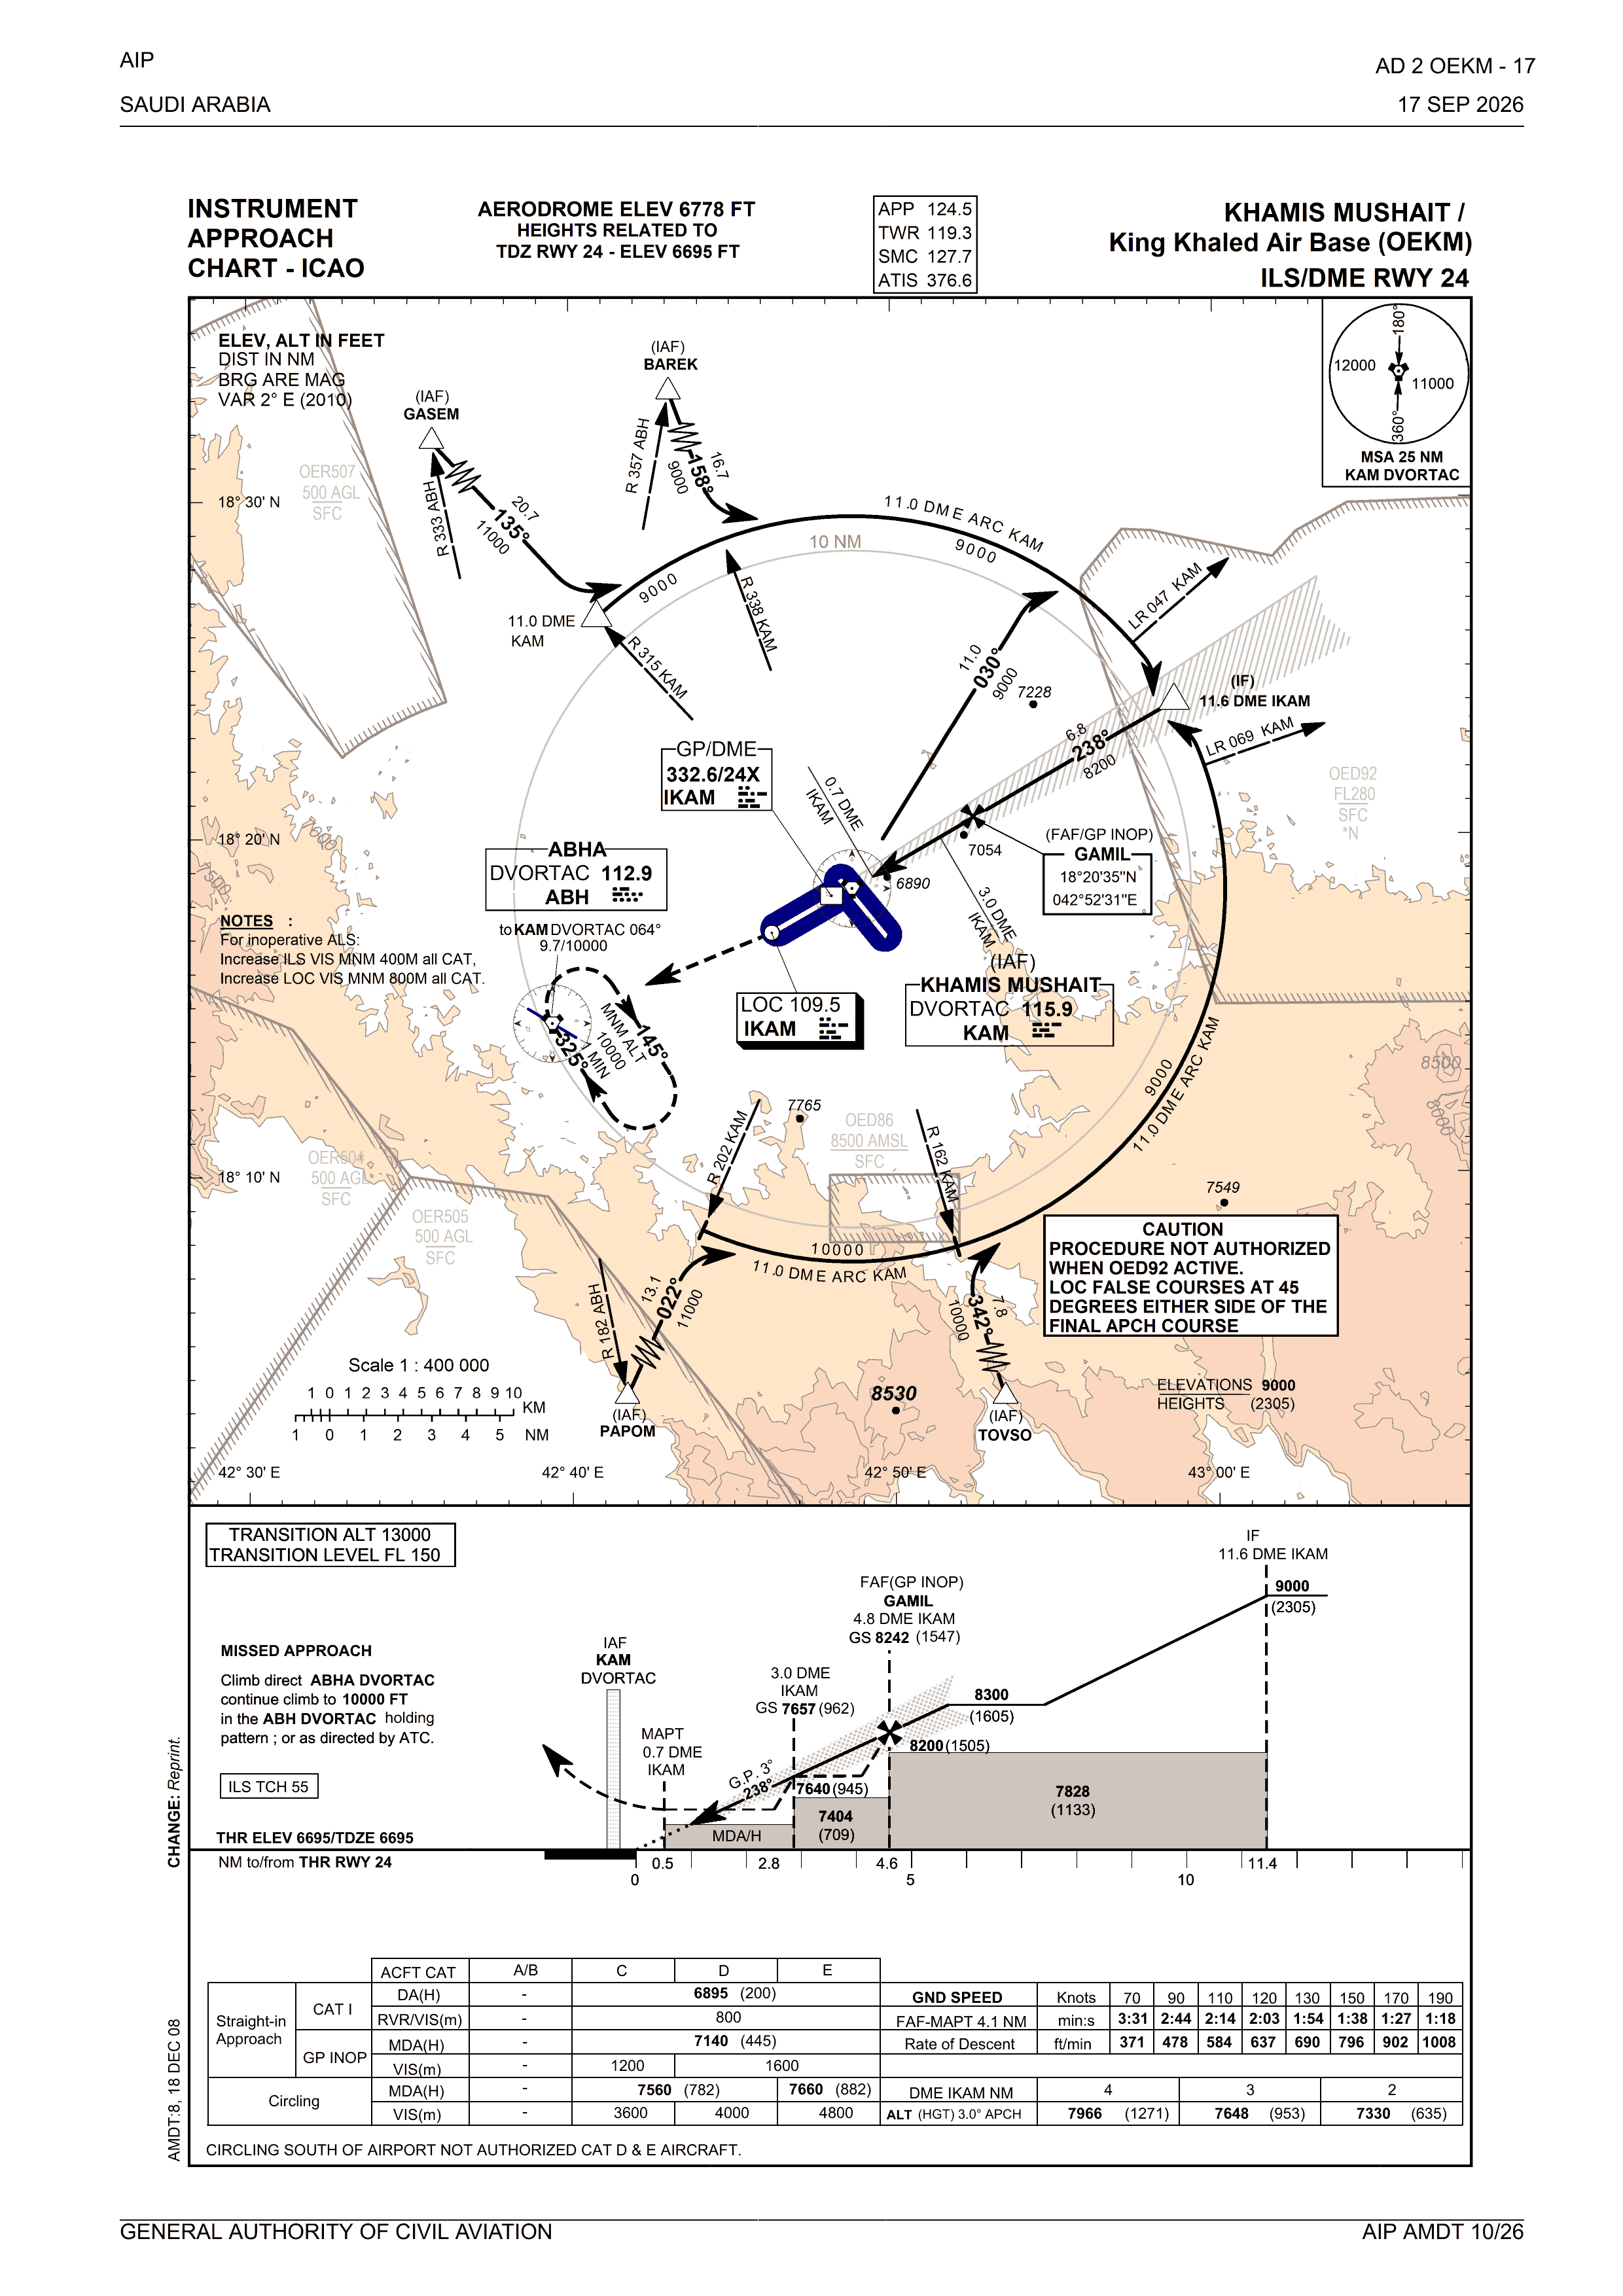 AIP
AD 2 OEKM - 17
SAUDI ARABIA
17 SEP 2026
INSTRUMENT
APPROACH
CHART - ICAO
AERODROME ELEV 6778 FT
HEIGHTS RELATED TO
TDZ RWY 24 - ELEV 6695 FT
APP 124.5
TWR 119.3
SMC 127.7
ATIS 376.6
KHAMIS MUSHAIT /
King Khaled Air Base (OEKM)
ILS/DME RWY 24
ELEV, ALT IN FEET
DIST IN NM
BRG ARE MAG
VAR 2° E (2010)
180°
12000
11000
360°
MSA 25 NM
KAM DVORTAC
(IAF)
BAREK
(IAF)
GASEM
R 357 ABH
16.7
158°
9000
R 333 ABH
20.7
135°
11000
OER507
500 AGL
SFC
18° 30' N
11.0 DME ARC KAM
9000
10 NM
9000
11.0 DME
KAM
R 315 KAM
R 338 KAM
LR 047 KAM
11.0
030°
9000
7228
(IF)
11.6 DME IKAM
LR 069 KAM
6.8
238°
8200
GP/DME
332.6/24X
IKAM
0.7 DME
IKAM
OED92
FL280
SFC
*N
18° 20' N
7000
7500
7054
(FAF/GP INOP)
GAMIL
18°20'35"N
042°52'31"E
6890
3.0 DME
IKAM
ABHA
DVORTAC 112.9
ABH
to KAM DVORTAC 064°
9.7/10000
NOTES :
For inoperative ALS:
Increase ILS VIS MNM 400M all CAT,
Increase LOC VIS MNM 800M all CAT.
(IAF)
KHAMIS MUSHAIT
DVORTAC 115.9
KAM
LOC 109.5
IKAM
145°
MNM ALT
10000
1 MIN
325°
9000
11.0 DME ARC KAM
8500
8000
7765
OED86
8500 AMSL
SFC
R 202 KAM
R 162 KAM
OER504
500 AGL
SFC
18° 10' N
OER505
500 AGL
SFC
7549
10000
11.0 DME ARC KAM
CAUTION
PROCEDURE NOT AUTHORIZED
WHEN OED92 ACTIVE.
LOC FALSE COURSES AT 45
DEGREES EITHER SIDE OF THE
FINAL APCH COURSE
R 182 ABH
13.1
022°
11000
7.8
342°
10000
Scale 1 : 400 000
1 0 1 2 3 4 5 6 7 8 9 10
KM
1 0 1 2 3 4 5 NM
(IAF)
PAPOM
8530
(IAF)
TOVSO
ELEVATIONS 9000
HEIGHTS (2305)
42° 30' E
42° 40' E
42° 50' E
43° 00' E
TRANSITION ALT 13000
TRANSITION LEVEL FL 150
IF
11.6 DME IKAM
9000
(2305)
FAF(GP INOP)
GAMIL
4.8 DME IKAM
GS 8242 (1547)
MISSED APPROACH
Climb direct ABHA DVORTAC
continue climb to 10000 FT
in the ABH DVORTAC holding
pattern ; or as directed by ATC.
IAF
KAM
DVORTAC
3.0 DME
IKAM
GS 7657 (962)
8300
(1605)
MAPT
0.7 DME
IKAM
8200(1505)
G.P. 3°
238°
7640(945)
7828
(1133)
7404
(709)
MDA/H
ILS TCH 55
THR ELEV 6695/TDZE 6695
NM to/from THR RWY 24
0.5
2.8
4.6
11.4
0
5
10
ACFT CAT A/B C D E
Straight-in
Approach
CAT I
DA(H) - 6895 (200)
RVR/VIS(m) - 800
GP INOP
MDA(H) - 7140 (445)
VIS(m) - 1200 1600
Circling
MDA(H) - 7560 (782) 7660 (882)
VIS(m) - 3600 4000 4800
GND SPEED Knots 70 90 110 120 130 150 170 190
FAF-MAPT 4.1 NM min:s 3:31 2:44 2:14 2:03 1:54 1:38 1:27 1:18
Rate of Descent ft/min 371 478 584 637 690 796 902 1008
DME IKAM NM 4 3 2
ALT (HGT) 3.0° APCH 7966 (1271) 7648 (953) 7330 (635)
CIRCLING SOUTH OF AIRPORT NOT AUTHORIZED CAT D & E AIRCRAFT.
CHANGE: Reprint.
AMDT:8, 18 DEC 08
GENERAL AUTHORITY OF CIVIL AVIATION
AIP AMDT 10/26